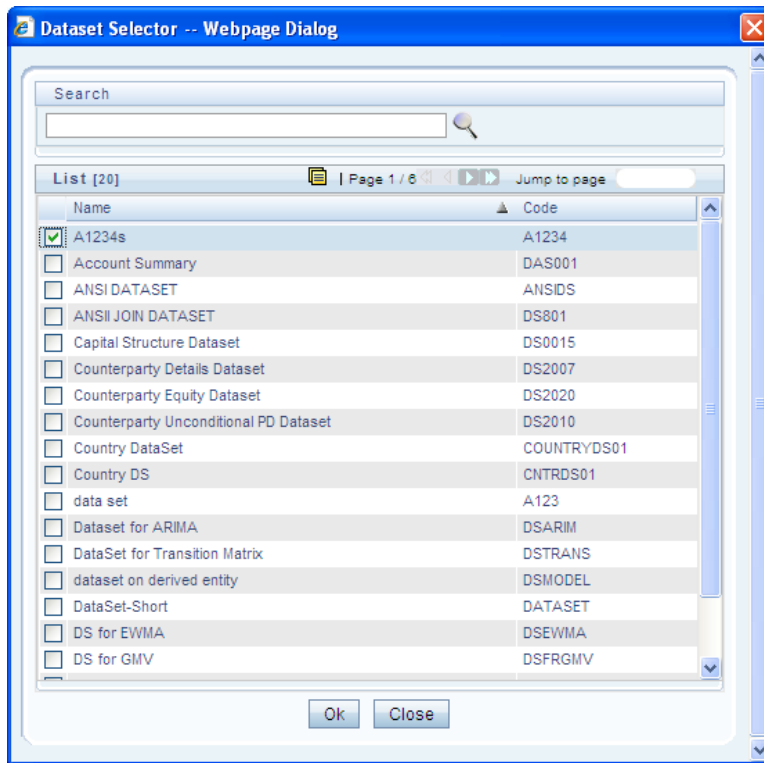 Dataset Selector -- Webpage Dialog
Search
List [20] | Page 1 / 6 Jump to page
Name Code
A1234s A1234
Account Summary DAS001
ANSI DATASET ANSIDS
ANSII JOIN DATASET DS801
Capital Structure Dataset DS0015
Counterparty Details Dataset DS2007
Counterparty Equity Dataset DS2020
Counterparty Unconditional PD Dataset DS2010
Country DataSet COUNTRYDS01
Country DS CNTRDS01
data set A123
Dataset for ARIMA DSARIM
DataSet for Transition Matrix DSTRANS
dataset on derived entity DSMODEL
DataSet-Short DATASET
DS for EWMA DSEWMA
DS for GMV DSFRGMV
Ok Close